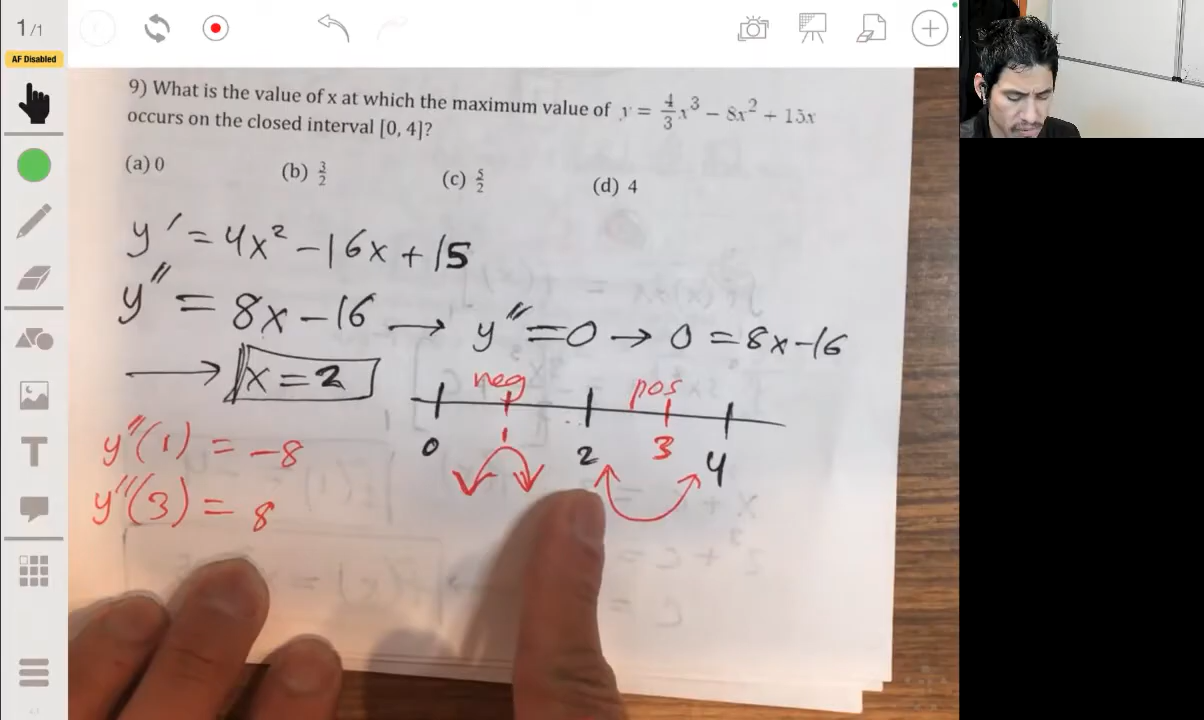 1/1
AF Disabled
9) What is the value of x at which the maximum value of y = 4/3 x³ − 8x² + 15x
occurs on the closed interval [0, 4]?
(a) 0 (b) 3/2 (c) 5/2 (d) 4
y′ = 4x² − 16x + 15
y″ = 8x − 16 → y″ = 0 → 0 = 8x − 16
→ x = 2
neg pos
0 1 2 3 4
y″(1) = −8
y″(3) = 8
T